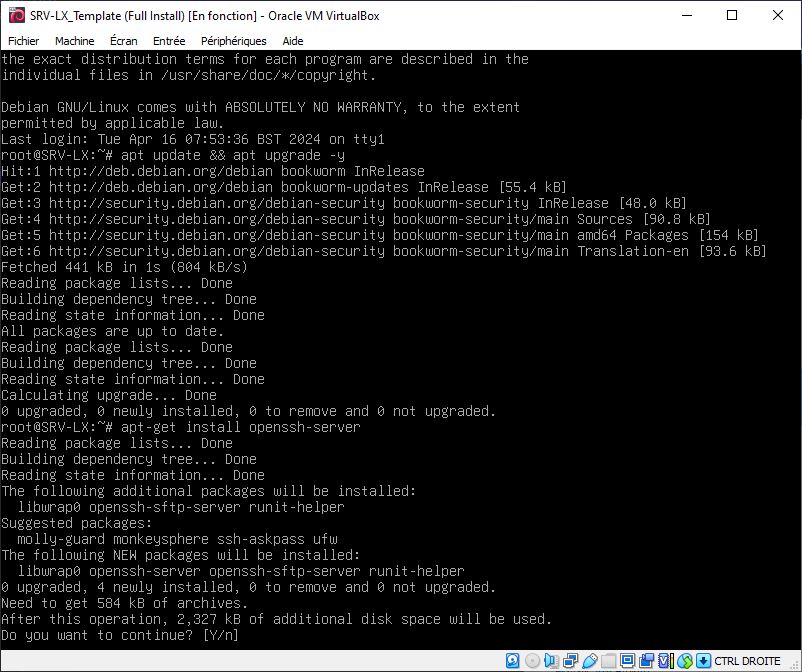 SRV-LX_Template (Full Install) [En fonction] - Oracle VM VirtualBox
Fichier Machine Écran Entrée Périphériques Aide
the exact distribution terms for each program are described in the
individual files in /usr/share/doc/*/copyright.
Debian GNU/Linux comes with ABSOLUTELY NO WARRANTY, to the extent
permitted by applicable law.
Last login: Tue Apr 16 07:53:36 BST 2024 on tty1
root@SRV-LX:~# apt update && apt upgrade -y
Hit:1 http://deb.debian.org/debian bookworm InRelease
Get:2 http://deb.debian.org/debian bookworm-updates InRelease [55.4 kB]
Get:3 http://security.debian.org/debian-security bookworm-security InRelease [48.0 kB]
Get:4 http://security.debian.org/debian-security bookworm-security/main Sources [90.8 kB]
Get:5 http://security.debian.org/debian-security bookworm-security/main amd64 Packages [154 kB]
Get:6 http://security.debian.org/debian-security bookworm-security/main Translation-en [93.6 kB]
Fetched 441 kB in 1s (804 kB/s)
Reading package lists... Done
Building dependency tree... Done
Reading state information... Done
All packages are up to date.
Reading package lists... Done
Building dependency tree... Done
Reading state information... Done
Calculating upgrade... Done
0 upgraded, 0 newly installed, 0 to remove and 0 not upgraded.
root@SRV-LX:~# apt-get install openssh-server
Reading package lists... Done
Building dependency tree... Done
Reading state information... Done
The following additional packages will be installed:
  libwrap0 openssh-sftp-server runit-helper
Suggested packages:
  molly-guard monkeysphere ssh-askpass ufw
The following NEW packages will be installed:
  libwrap0 openssh-server openssh-sftp-server runit-helper
0 upgraded, 4 newly installed, 0 to remove and 0 not upgraded.
Need to get 584 kB of archives.
After this operation, 2,327 kB of additional disk space will be used.
Do you want to continue? [Y/n]
CTRL DROITE